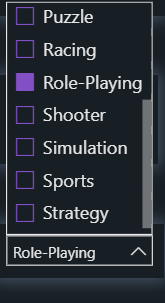 Puzzle
Racing
Role-Playing
Shooter
Simulation
Sports
Strategy
Role-Playing